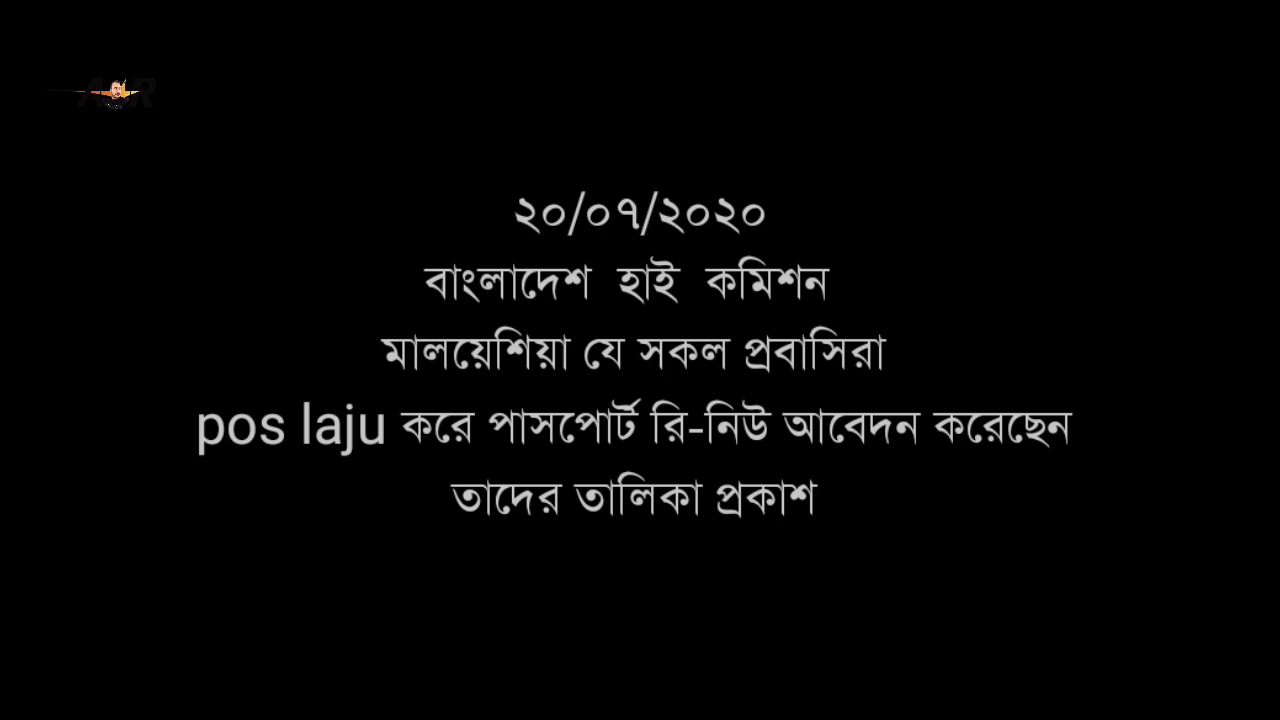 ২০/০৭/২০২০
বাংলাদেশ হাই কমিশন
মালয়েশিয়া যে সকল প্রবাসিরা
pos laju করে পাসপোর্ট রি-নিউ আবেদন করেছেন
তাদের তালিকা প্রকাশ